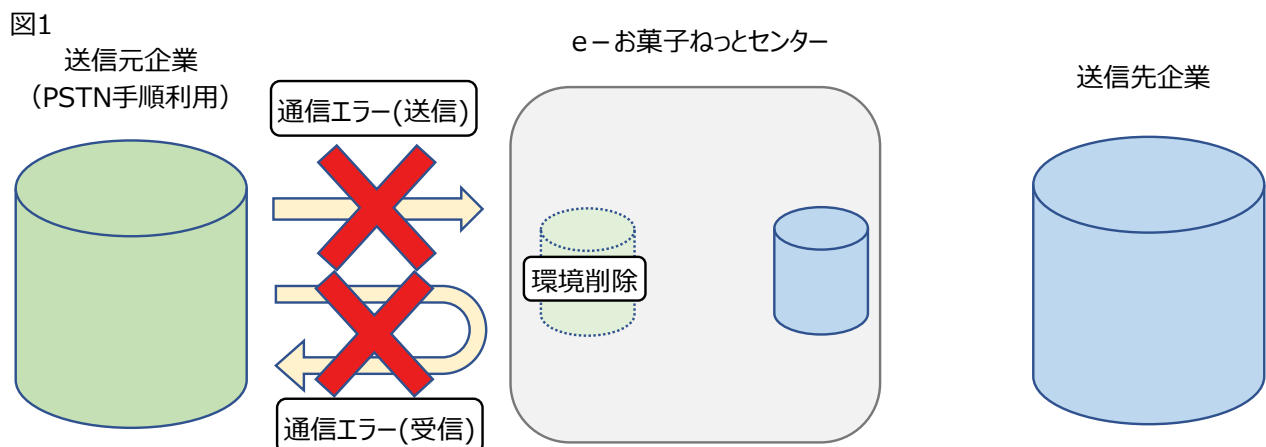 図1
送信元企業
（PSTN手順利用）
通信エラー(送信)
e－お菓子ねっとセンター
送信先企業
環境削除
通信エラー(受信)